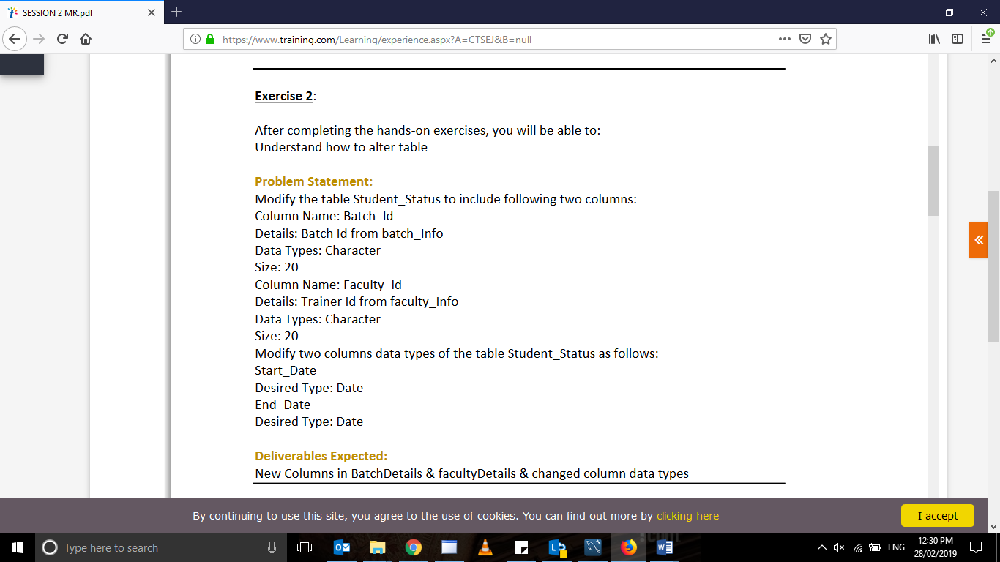 SESSION 2 MR.pdf
https://www.training.com/Learning/experience.aspx?A=CTSEJ&B=null
Exercise 2:-
After completing the hands-on exercises, you will be able to:
Understand how to alter table
Problem Statement:
Modify the table Student_Status to include following two columns:
Column Name: Batch_Id
Details: Batch Id from batch_Info
Data Types: Character
Size: 20
Column Name: Faculty_Id
Details: Trainer Id from faculty_Info
Data Types: Character
Size: 20
Modify two columns data types of the table Student_Status as follows:
Start_Date
Desired Type: Date
End_Date
Desired Type: Date
Deliverables Expected:
New Columns in BatchDetails & facultyDetails & changed column data types
By continuing to use this site, you agree to the use of cookies. You can find out more by clicking here
I accept
Type here to search
ENG
12:30 PM
28/02/2019